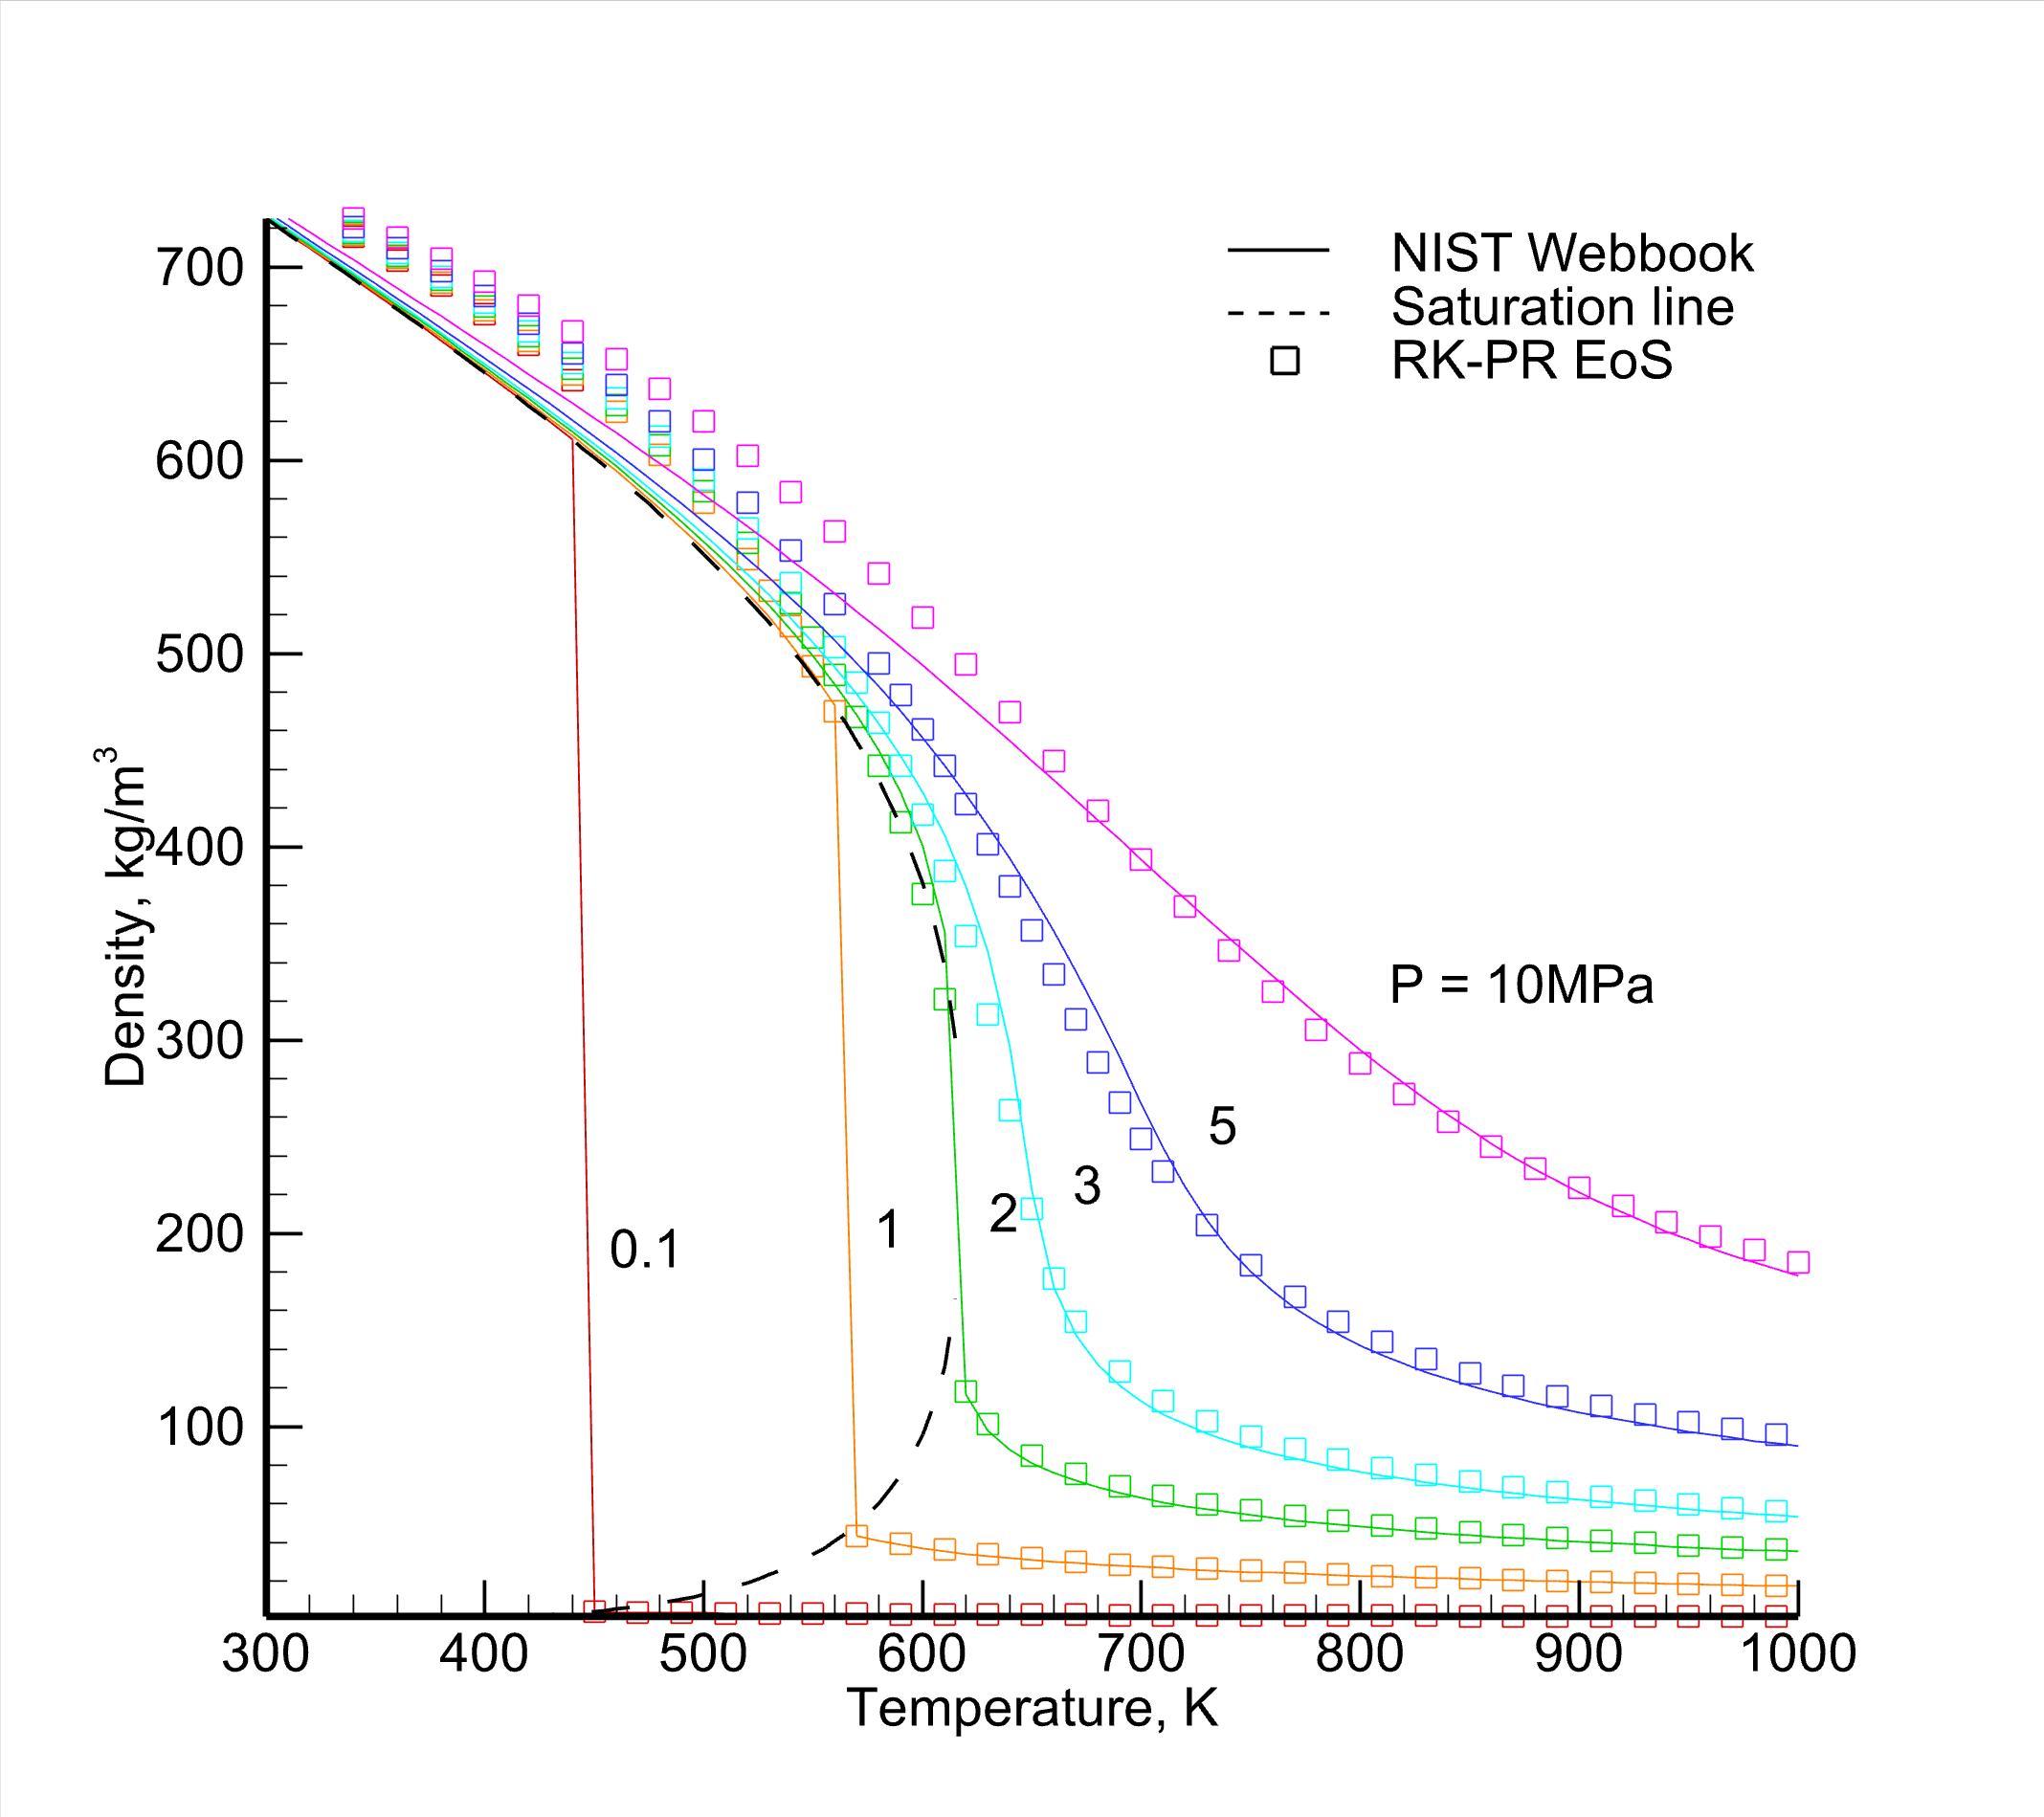 NIST Webbook
Saturation line
RK-PR EoS
700
600
500
400
300
200
100
Density, kg/m³
P = 10MPa
5
3
2
1
0.1
300 400 500 600 700 800 900 1000
Temperature, K